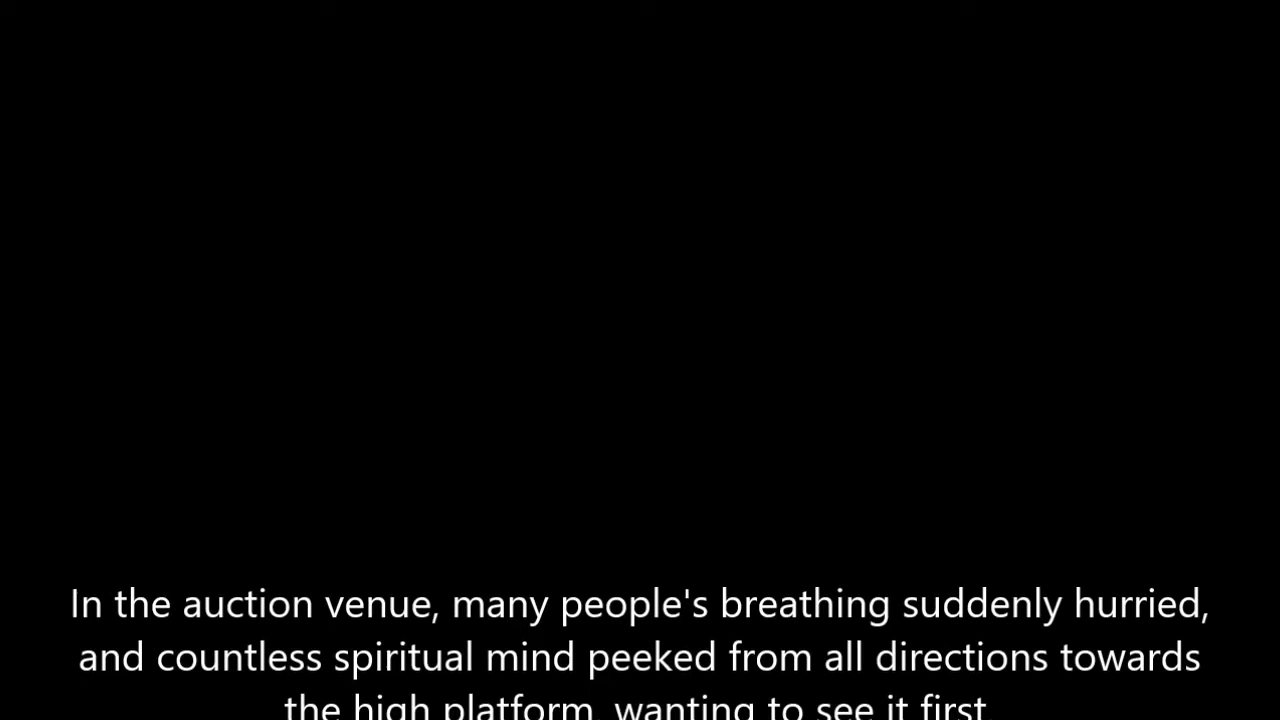 In the auction venue, many people's breathing suddenly hurried,
and countless spiritual mind peeked from all directions towards
the high platform, wanting to see it first.